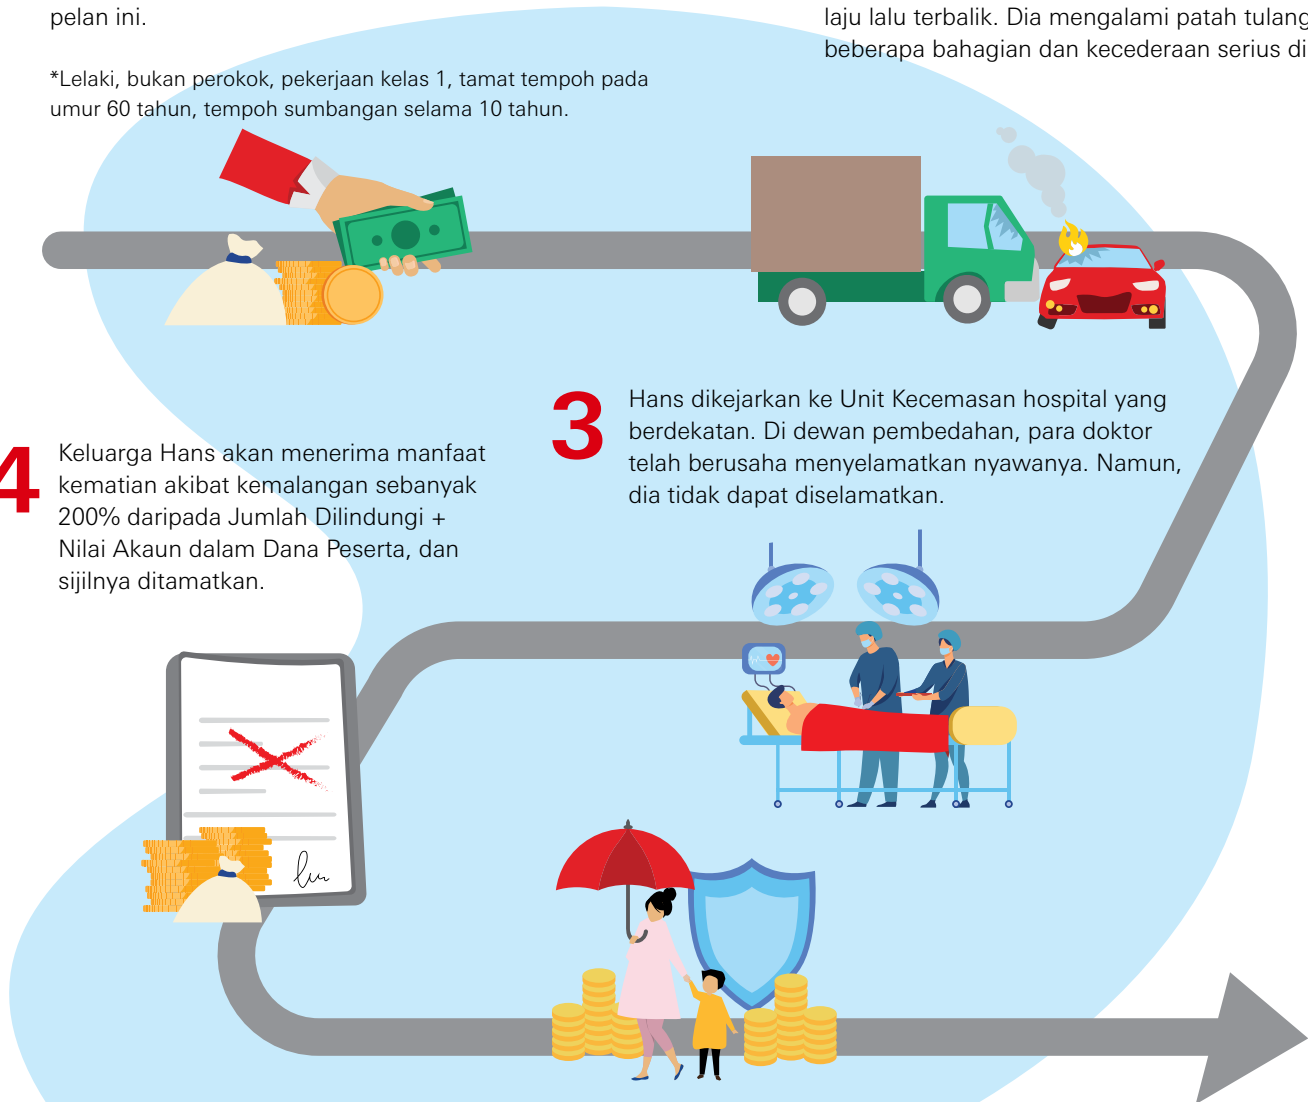 pelan ini.
*Lelaki, bukan perokok, pekerjaan kelas 1, tamat tempoh pada
umur 60 tahun, tempoh sumbangan selama 10 tahun.
laju lalu terbalik. Dia mengalami patah tulang
beberapa bahagian dan kecederaan serius di
3
Hans dikejarkan ke Unit Kecemasan hospital yang
berdekatan. Di dewan pembedahan, para doktor
telah berusaha menyelamatkan nyawanya. Namun,
dia tidak dapat diselamatkan.
4
Keluarga Hans akan menerima manfaat
kematian akibat kemalangan sebanyak
200% daripada Jumlah Dilindungi +
Nilai Akaun dalam Dana Peserta, dan
sijilnya ditamatkan.